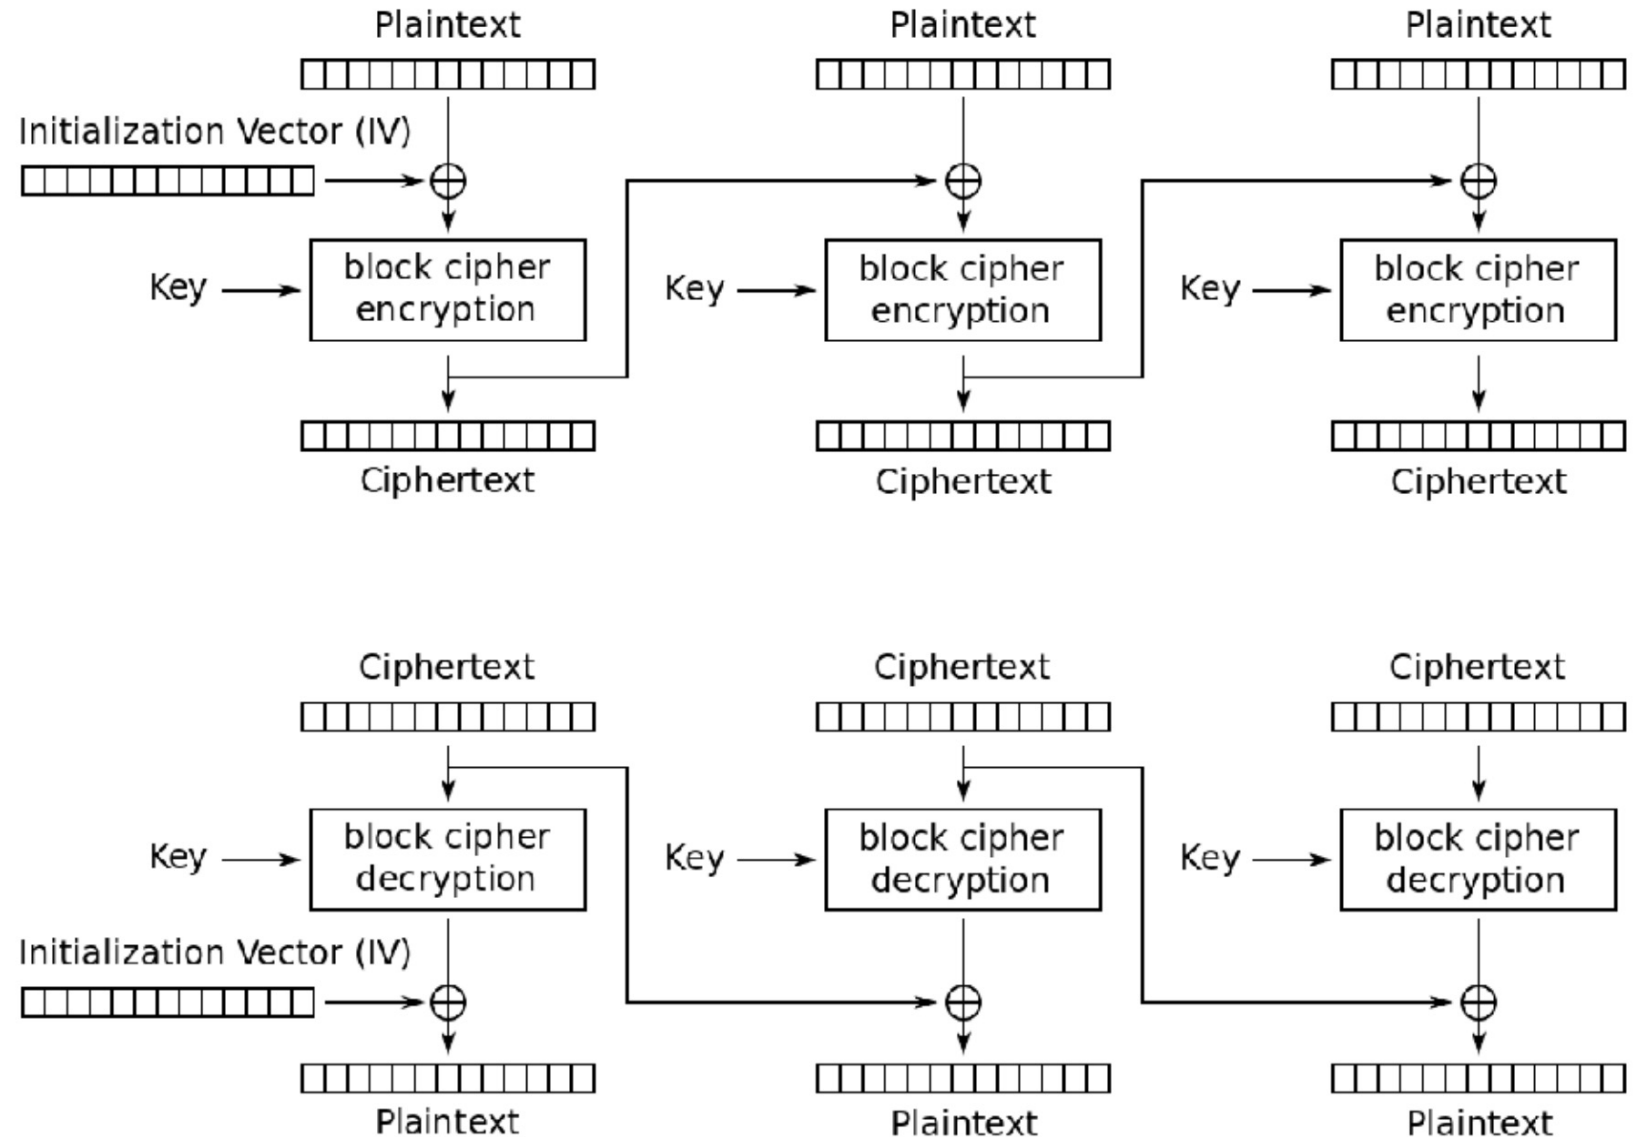 Plaintext
Plaintext
Plaintext
Initialization Vector (IV)
Key
block cipher
encryption
Key
block cipher
encryption
Key
block cipher
encryption
Ciphertext
Ciphertext
Ciphertext
Ciphertext
Ciphertext
Ciphertext
Key
block cipher
decryption
Key
block cipher
decryption
Key
block cipher
decryption
Initialization Vector (IV)
Plaintext
Plaintext
Plaintext